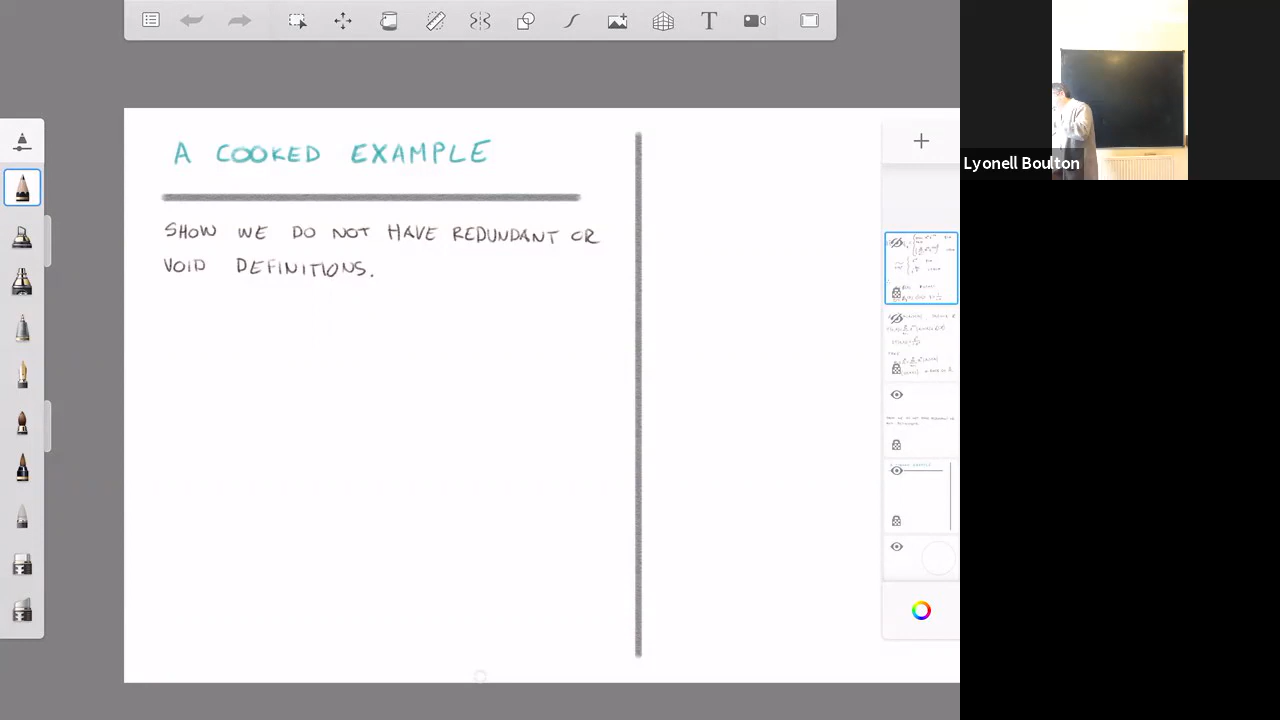 A COOKED EXAMPLE
SHOW WE DO NOT HAVE REDUNDANT OR
VOID DEFINITIONS.
Lyonell Boulton